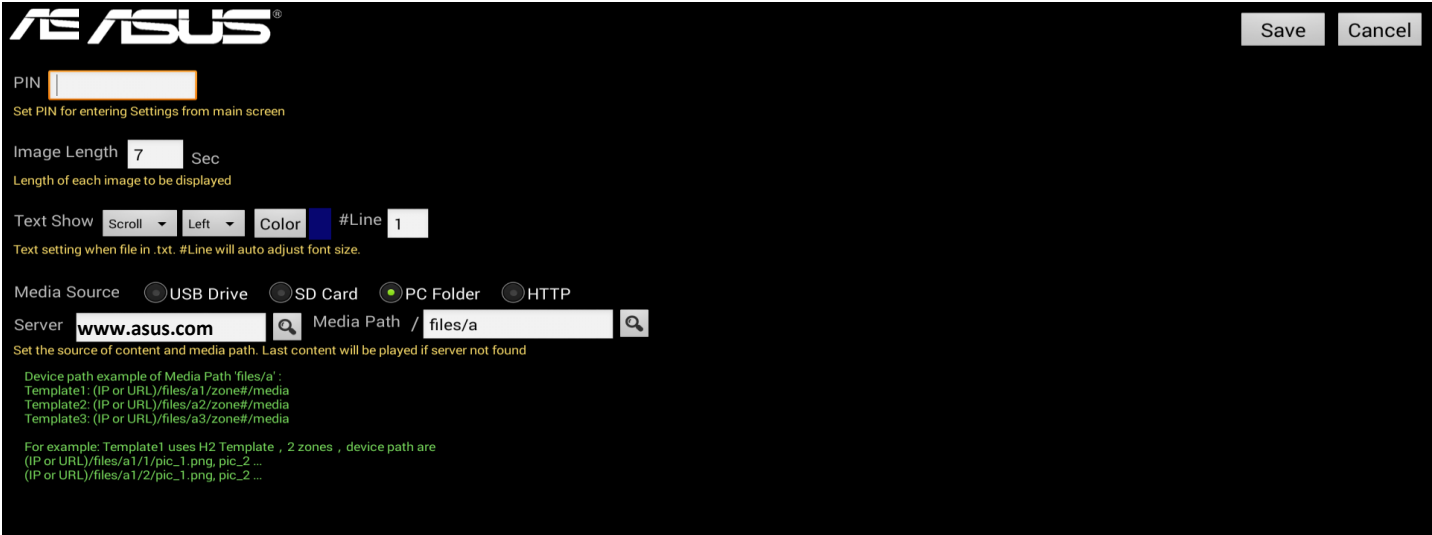 ASUS®
Save Cancel
PIN
Set PIN for entering Settings from main screen
Image Length 7 Sec
Length of each image to be displayed
Text Show Scroll Left Color #Line 1
Text setting when file in .txt. #Line will auto adjust font size.
Media Source USB Drive SD Card PC Folder HTTP
Server www.asus.com Media Path / files/a
Set the source of content and media path. Last content will be played if server not found
Device path example of Media Path 'files/a' :
Template1: (IP or URL)/files/a1/zone#/media
Template2: (IP or URL)/files/a2/zone#/media
Template3: (IP or URL)/files/a3/zone#/media
For example: Template1 uses H2 Template , 2 zones , device path are
(IP or URL)/files/a1/1/pic_1.png, pic_2 ...
(IP or URL)/files/a1/2/pic_1.png, pic_2 ...